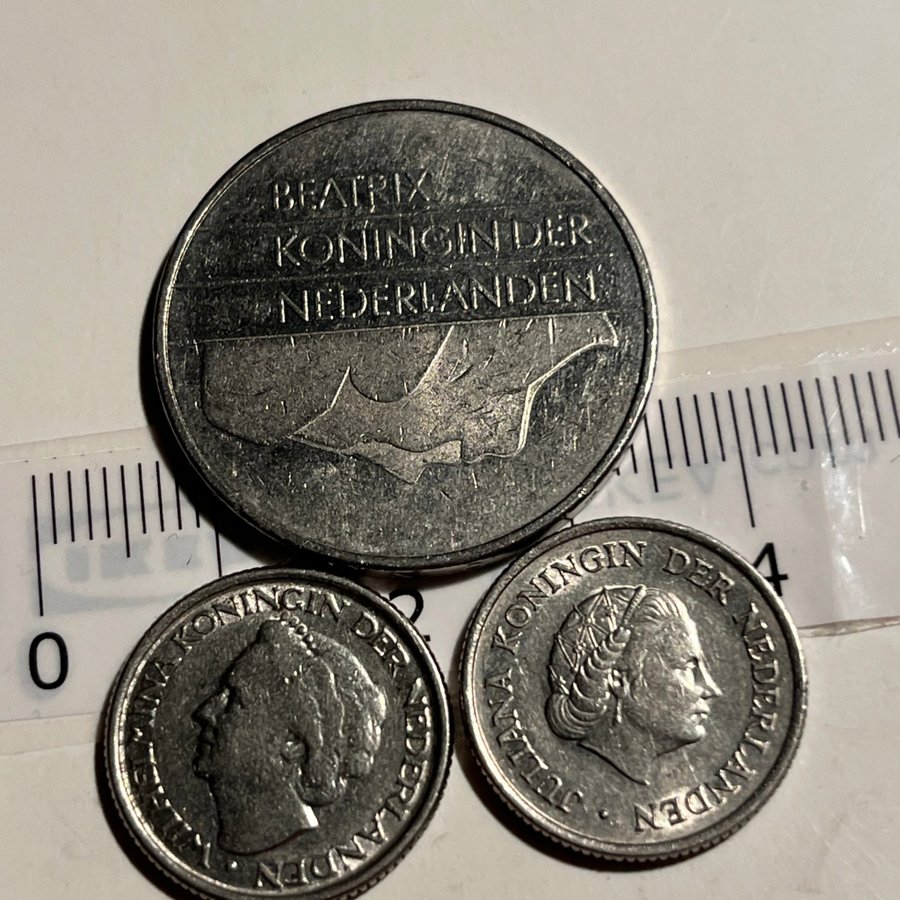 BEATRIX
KONINGIN DER
NEDERLANDEN
0
2
4
WILHELMINA KONINGIN DER NEDERLANDEN
JULIANA KONINGIN DER NEDERLANDEN